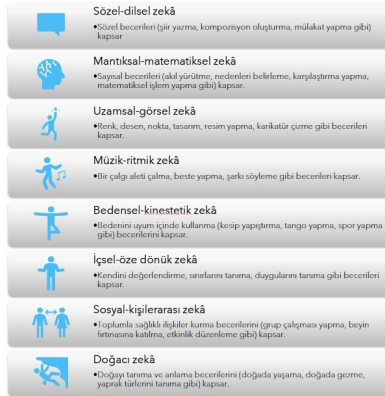 Sözel-dilsel zekâ
•Sözel becerileri (şiir yazma, kompozisyon oluşturma, mülakat yapma gibi)
kapsar
Mantıksal-matematiksel zekâ
•Sayısal becerileri (akıl yürütme, nedenleri belirleme, karşılaştırma yapma,
matematiksel işlem yapma gibi) kapsar.
Uzamsal-görsel zekâ
•Renk, desen, nokta, tasarım, resim yapma, karikatür çizme gibi becerileri
kapsar.
Müzik-ritmik zekâ
•Bir çalgı aleti çalma, beste yapma, şarkı söyleme gibi becerileri kapsar.
Bedensel-kinestetik zekâ
•Bedenini uyum içinde kullanma (kesip yapıştırma, tango yapma, spor yapma
gibi) becerilerini kapsar.
İçsel-öze dönük zekâ
•Kendini değerlendirme, sınırlarını tanıma, duygularını tanıma gibi becerileri
kapsar.
Sosyal-kişilerarası zekâ
•Toplumla sağlıklı ilişkiler kurma becerilerini (grup çalışması yapma, beyin
fırtınasına katılma, etkinlik düzenleme gibi) kapsar.
Doğacı zekâ
•Doğayı tanıma ve anlama becerilerini (doğada yaşama, doğada gezme,
yaprak türlerini tanıma gibi) kapsar.